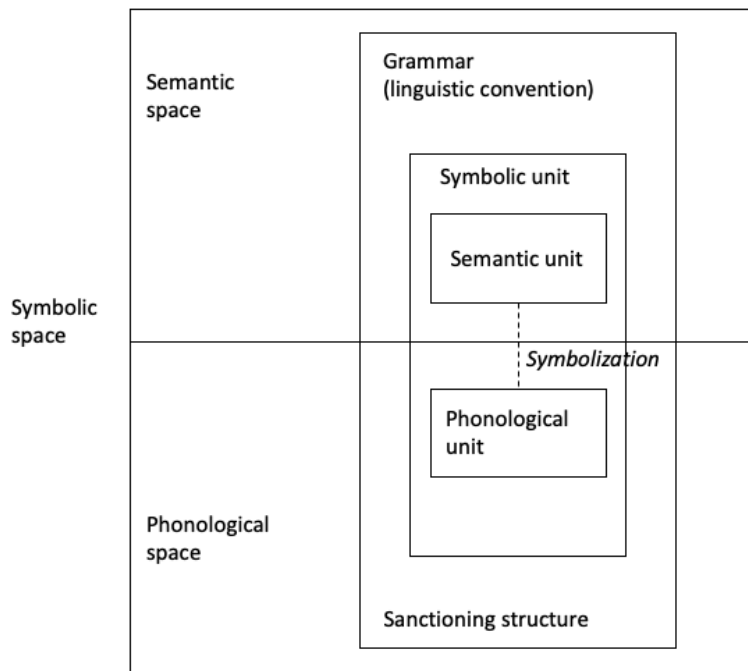 Semantic
space
Grammar
(linguistic convention)
Symbolic unit
Semantic unit
Symbolic
space
Symbolization
Phonological
unit
Phonological
space
Sanctioning structure